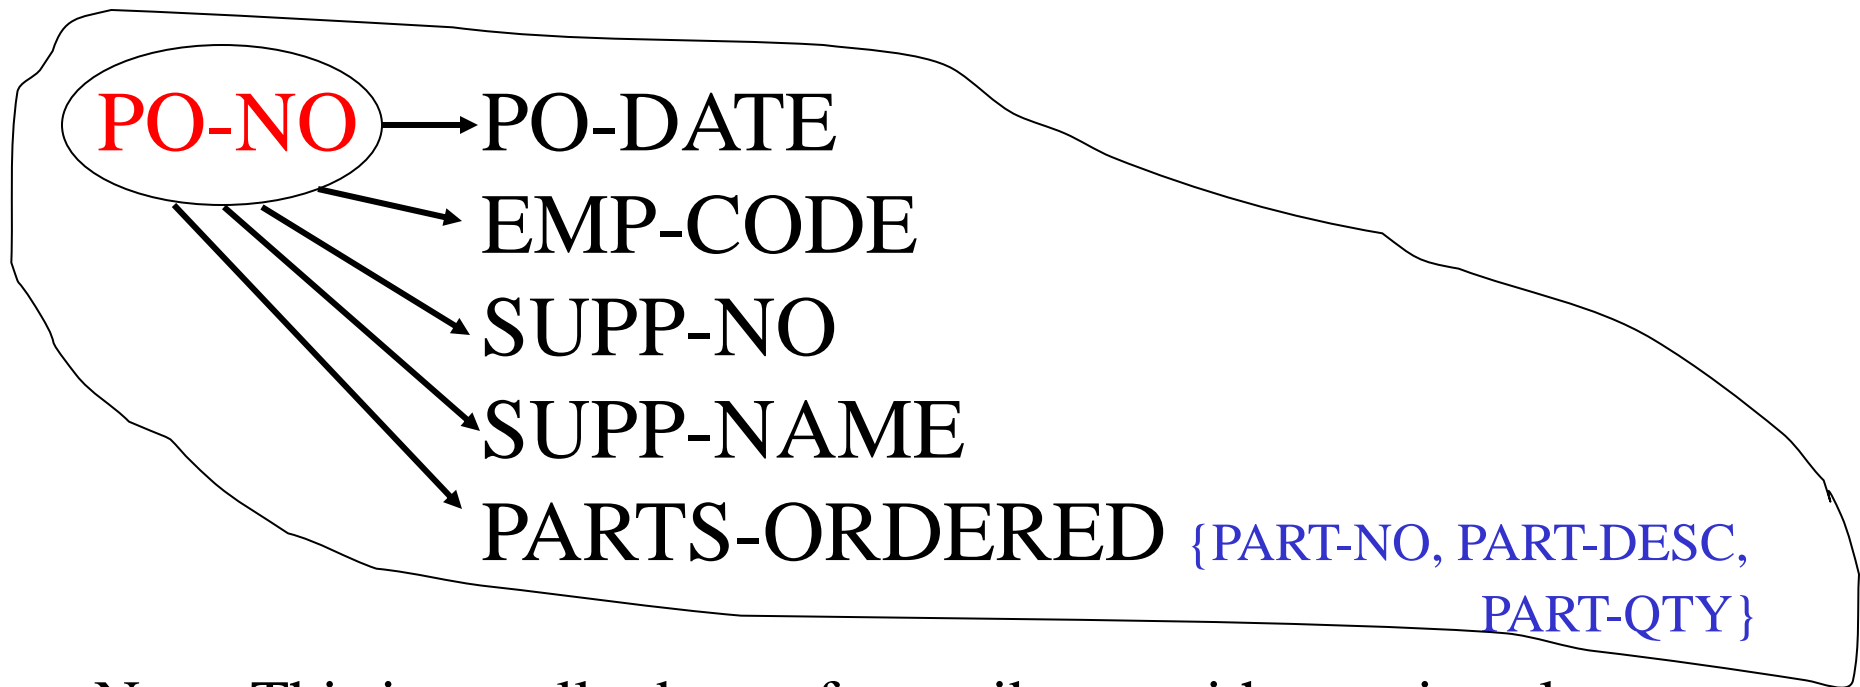 PO-NO PO-DATE
EMP-CODE
SUPP-NO
SUPP-NAME
PARTS-ORDERED {PART-NO, PART-DESC,
PART-QTY}